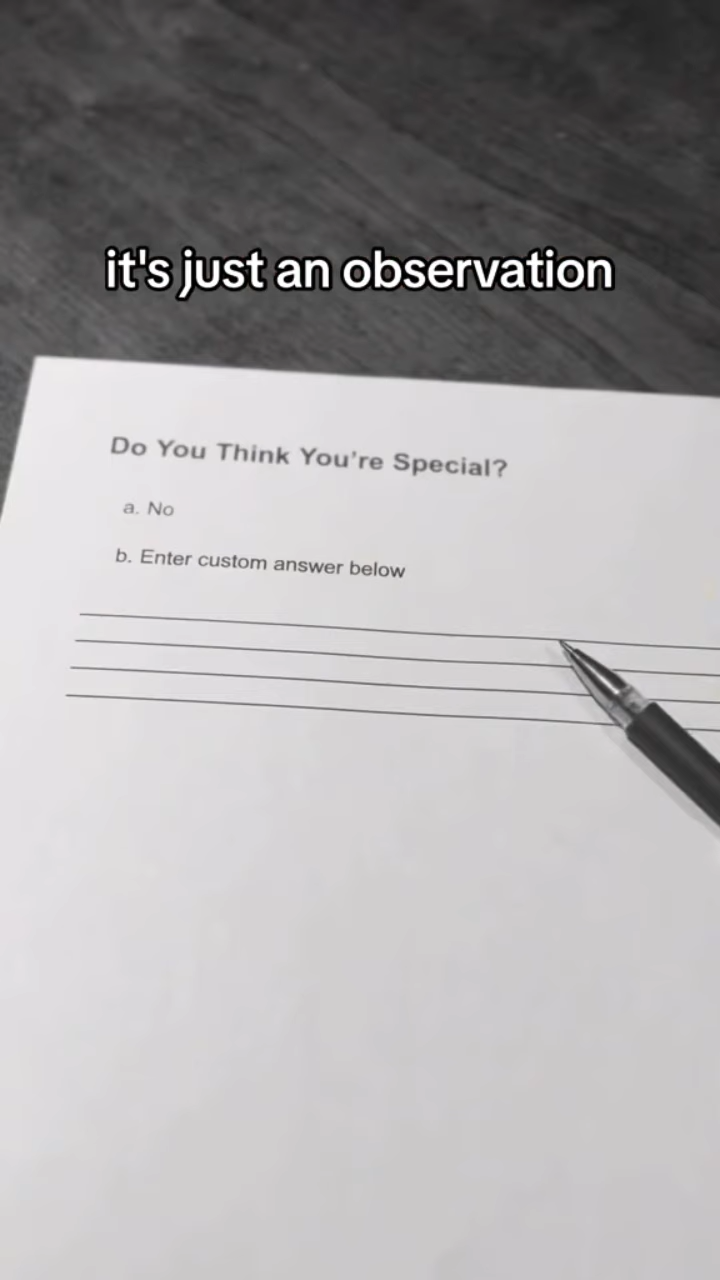 it's just an observation
Do You Think You're Special?
a. No
b. Enter custom answer below